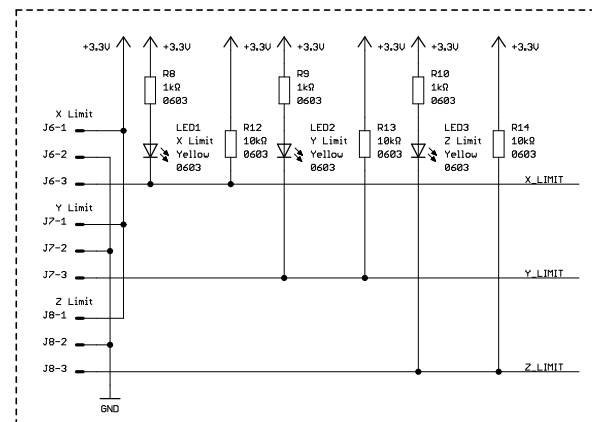 +3.3V
+3.3V
+3.3V
+3.3V
+3.3V
+3.3V
+3.3V
R8
1kΩ
0603
R9
1kΩ
0603
R10
1kΩ
0603
X Limit
J6-1
J6-2
J6-3
LED1
X Limit
Yellow
0603
R12
10kΩ
0603
LED2
Y Limit
Yellow
0603
R13
10kΩ
0603
LED3
Z Limit
Yellow
0603
R14
10kΩ
0603
X_LIMIT
Y Limit
J7-1
J7-2
J7-3
Y_LIMIT
Z Limit
J8-1
J8-2
J8-3
Z_LIMIT
GND